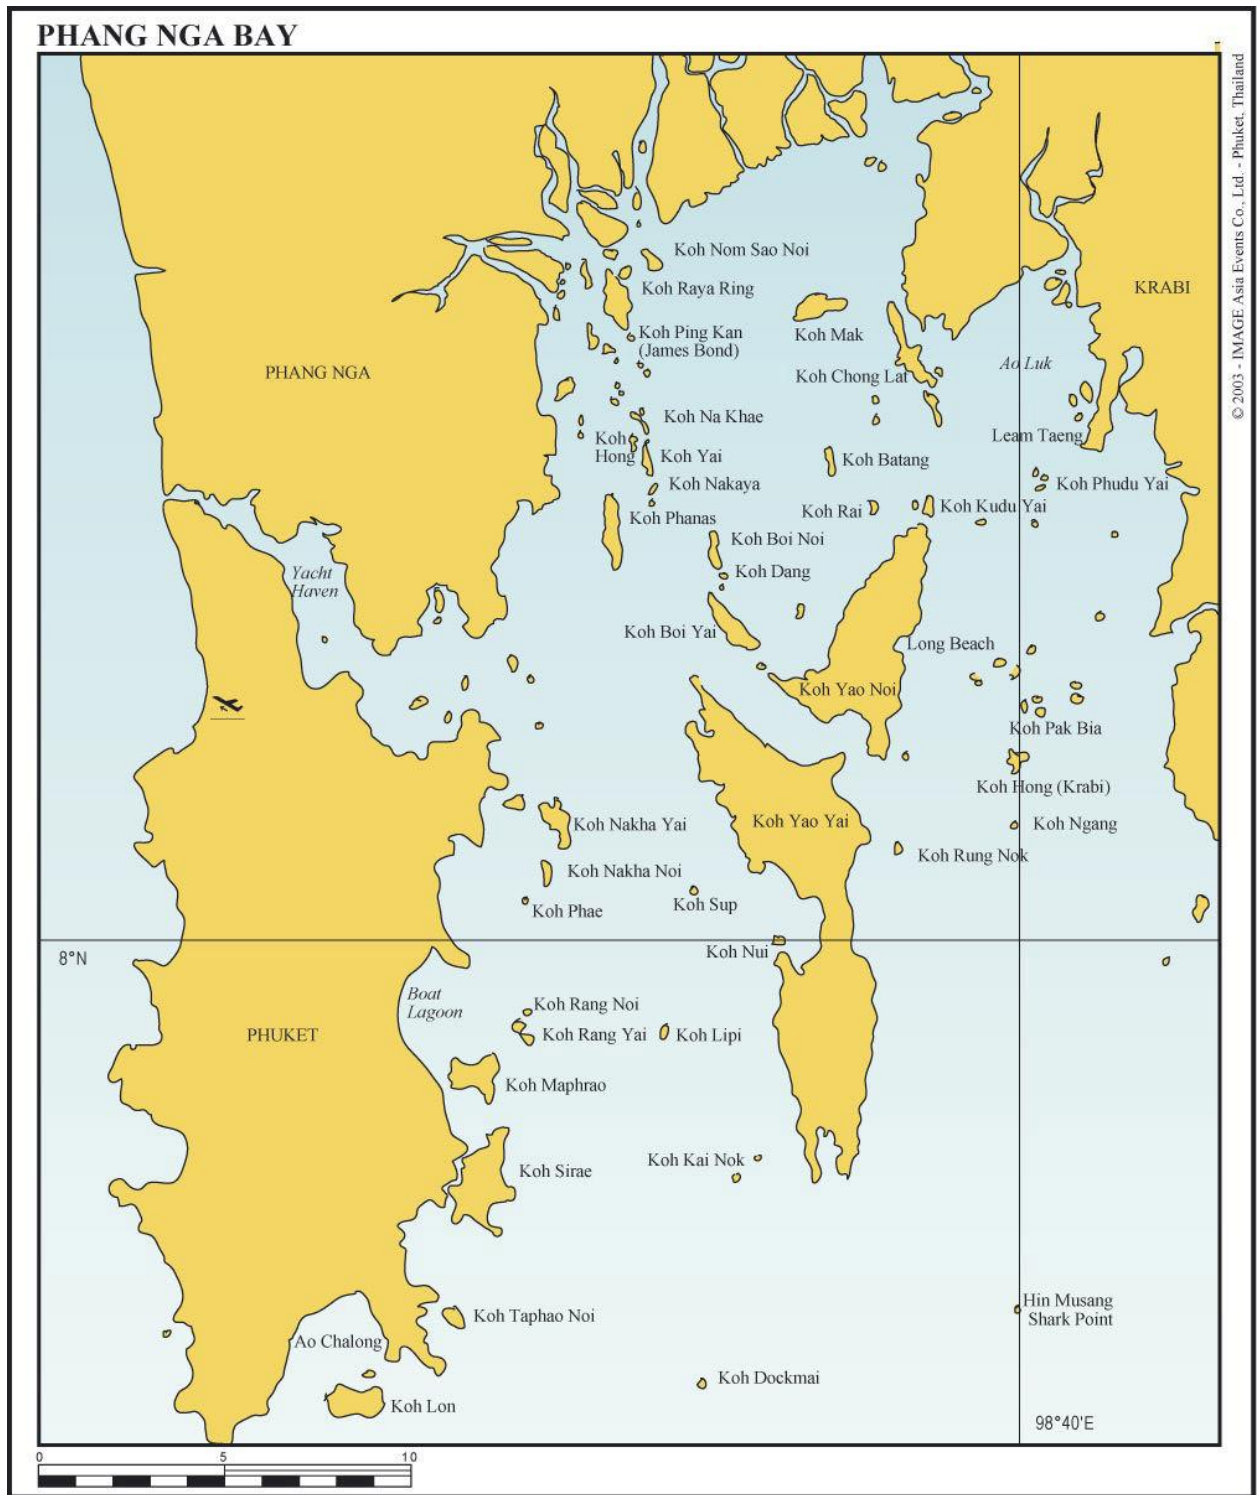 PHANG NGA BAY
© 2003 - IMAGE Asia Events Co., Ltd. - Phuket, Thailand
Koh Nom Sao Noi
Koh Raya Ring
KRABI
Koh Ping Kan
(James Bond)
Koh Mak
PHANG NGA
Ao Luk
Koh Chong Lat
Koh Na Khae
Leam Taeng
Koh
Hong
Koh Yai
Koh Batang
Koh Nakaya
Koh Phudu Yai
Koh Phanas
Koh Rai
Koh Kudu Yai
Koh Boi Noi
Koh Dang
Yacht
Haven
Koh Boi Yai
Long Beach
Koh Yao Noi
Koh Pak Bia
Koh Hong (Krabi)
Koh Nakha Yai
Koh Yao Yai
Koh Ngang
Koh Rung Nok
Koh Nakha Noi
Koh Phae
Koh Sup
Koh Nui
8°N
Boat
Lagoon
Koh Rang Noi
PHUKET
Koh Rang Yai
Koh Lipi
Koh Maphrao
Koh Kai Nok
Koh Sirae
Hin Musang
Shark Point
Koh Taphao Noi
Ao Chalong
Koh Dockmai
Koh Lon
98°40'E
0 5 10